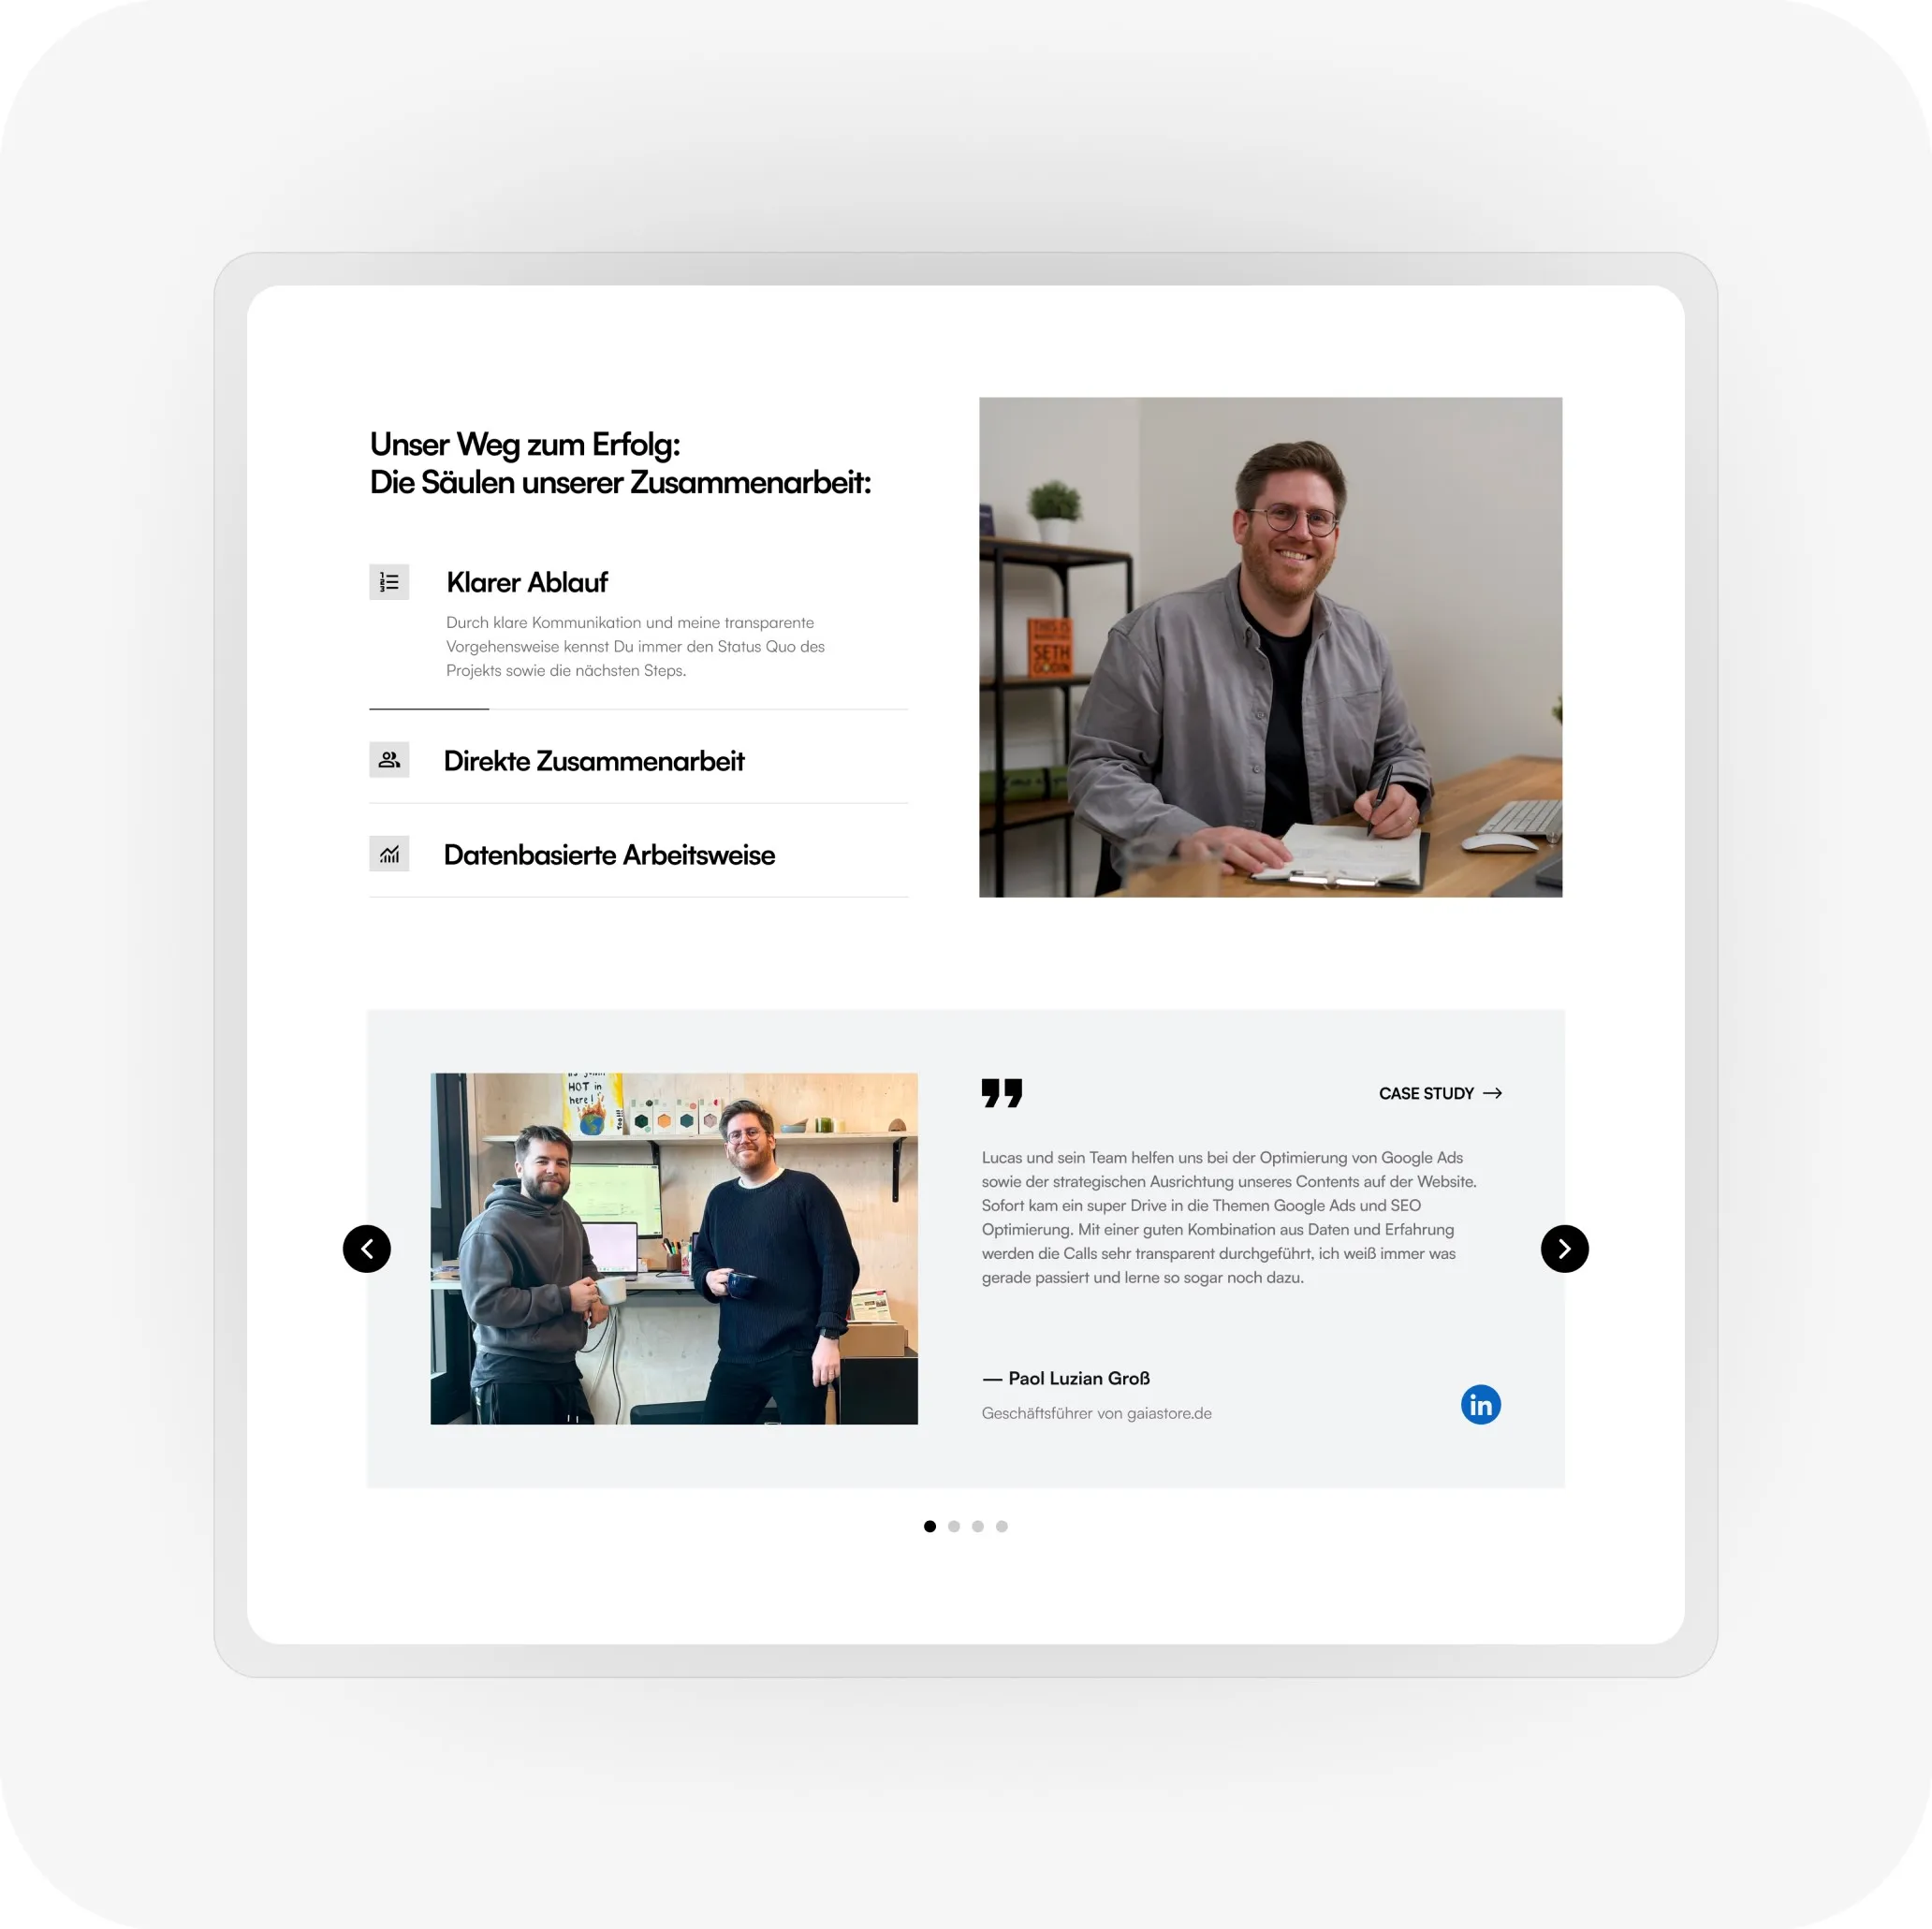 Unser Weg zum Erfolg:
Die Säulen unserer Zusammenarbeit:
Klarer Ablauf
Durch klare Kommunikation und meine transparente
Vorgehensweise kennst Du immer den Status Quo des
Projekts sowie die nächsten Steps.
Direkte Zusammenarbeit
Datenbasierte Arbeitsweise
THIS IS
MARKETING
SETH
GODIN
HOT in
here!
CASE STUDY
Lucas und sein Team helfen uns bei der Optimierung von Google Ads
sowie der strategischen Ausrichtung unseres Contents auf der Website.
Sofort kam ein super Drive in die Themen Google Ads und SEO
Optimierung. Mit einer guten Kombination aus Daten und Erfahrung
werden die Calls sehr transparent durchgeführt, ich weiß immer was
gerade passiert und lerne so sogar noch dazu.
— Paol Luzian Groß
Geschäftsführer von gaiastore.de
in